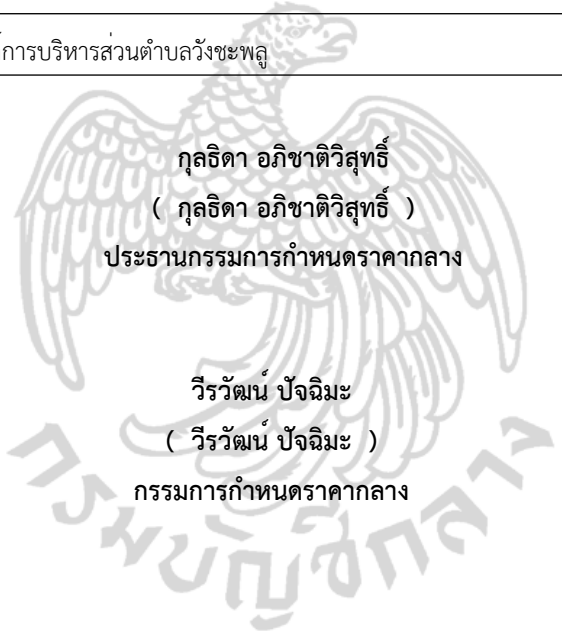 การบริหารส่วนตำบลวังชะพลู
กุลธิดา อภิชาติวิสุทธิ์
( กุลธิดา อภิชาติวิสุทธิ์ )
ประธานกรรมการกำหนดราคากลาง
วีรวัฒน์ ปัจฉิมะ
( วีรวัฒน์ ปัจฉิมะ )
กรรมการกำหนดราคากลาง
กรมบัญชีกลาง